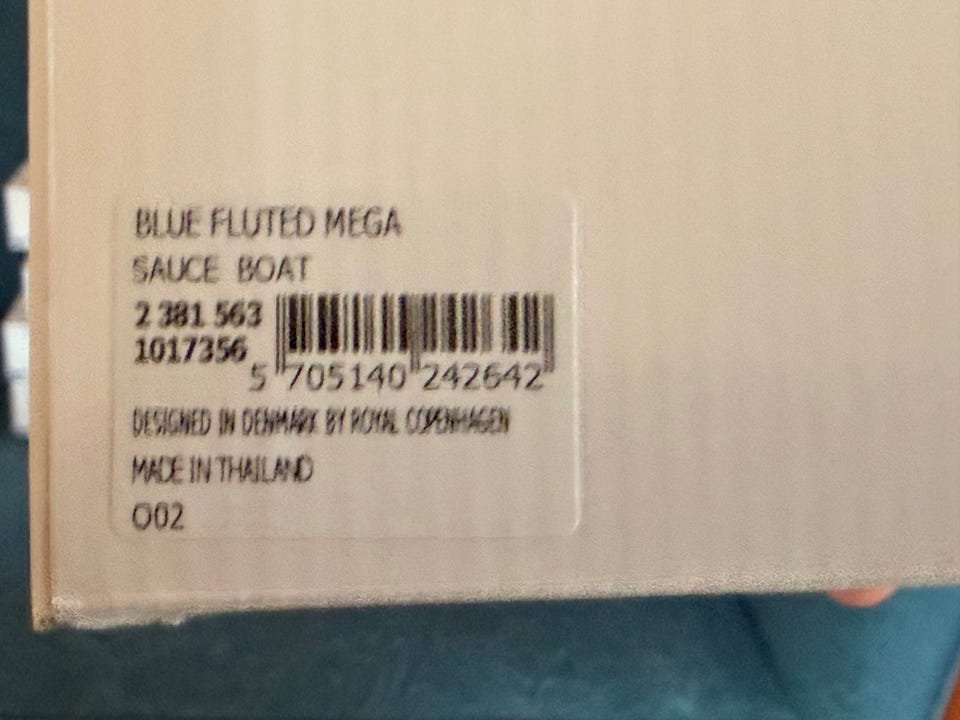 BLUE FLUTED MEGA
SAUCE BOAT
2 381 563
1017356
5 705140 242642
DESIGNED IN DENMARK BY ROYAL COPENHAGEN
MADE IN THAILAND
O02